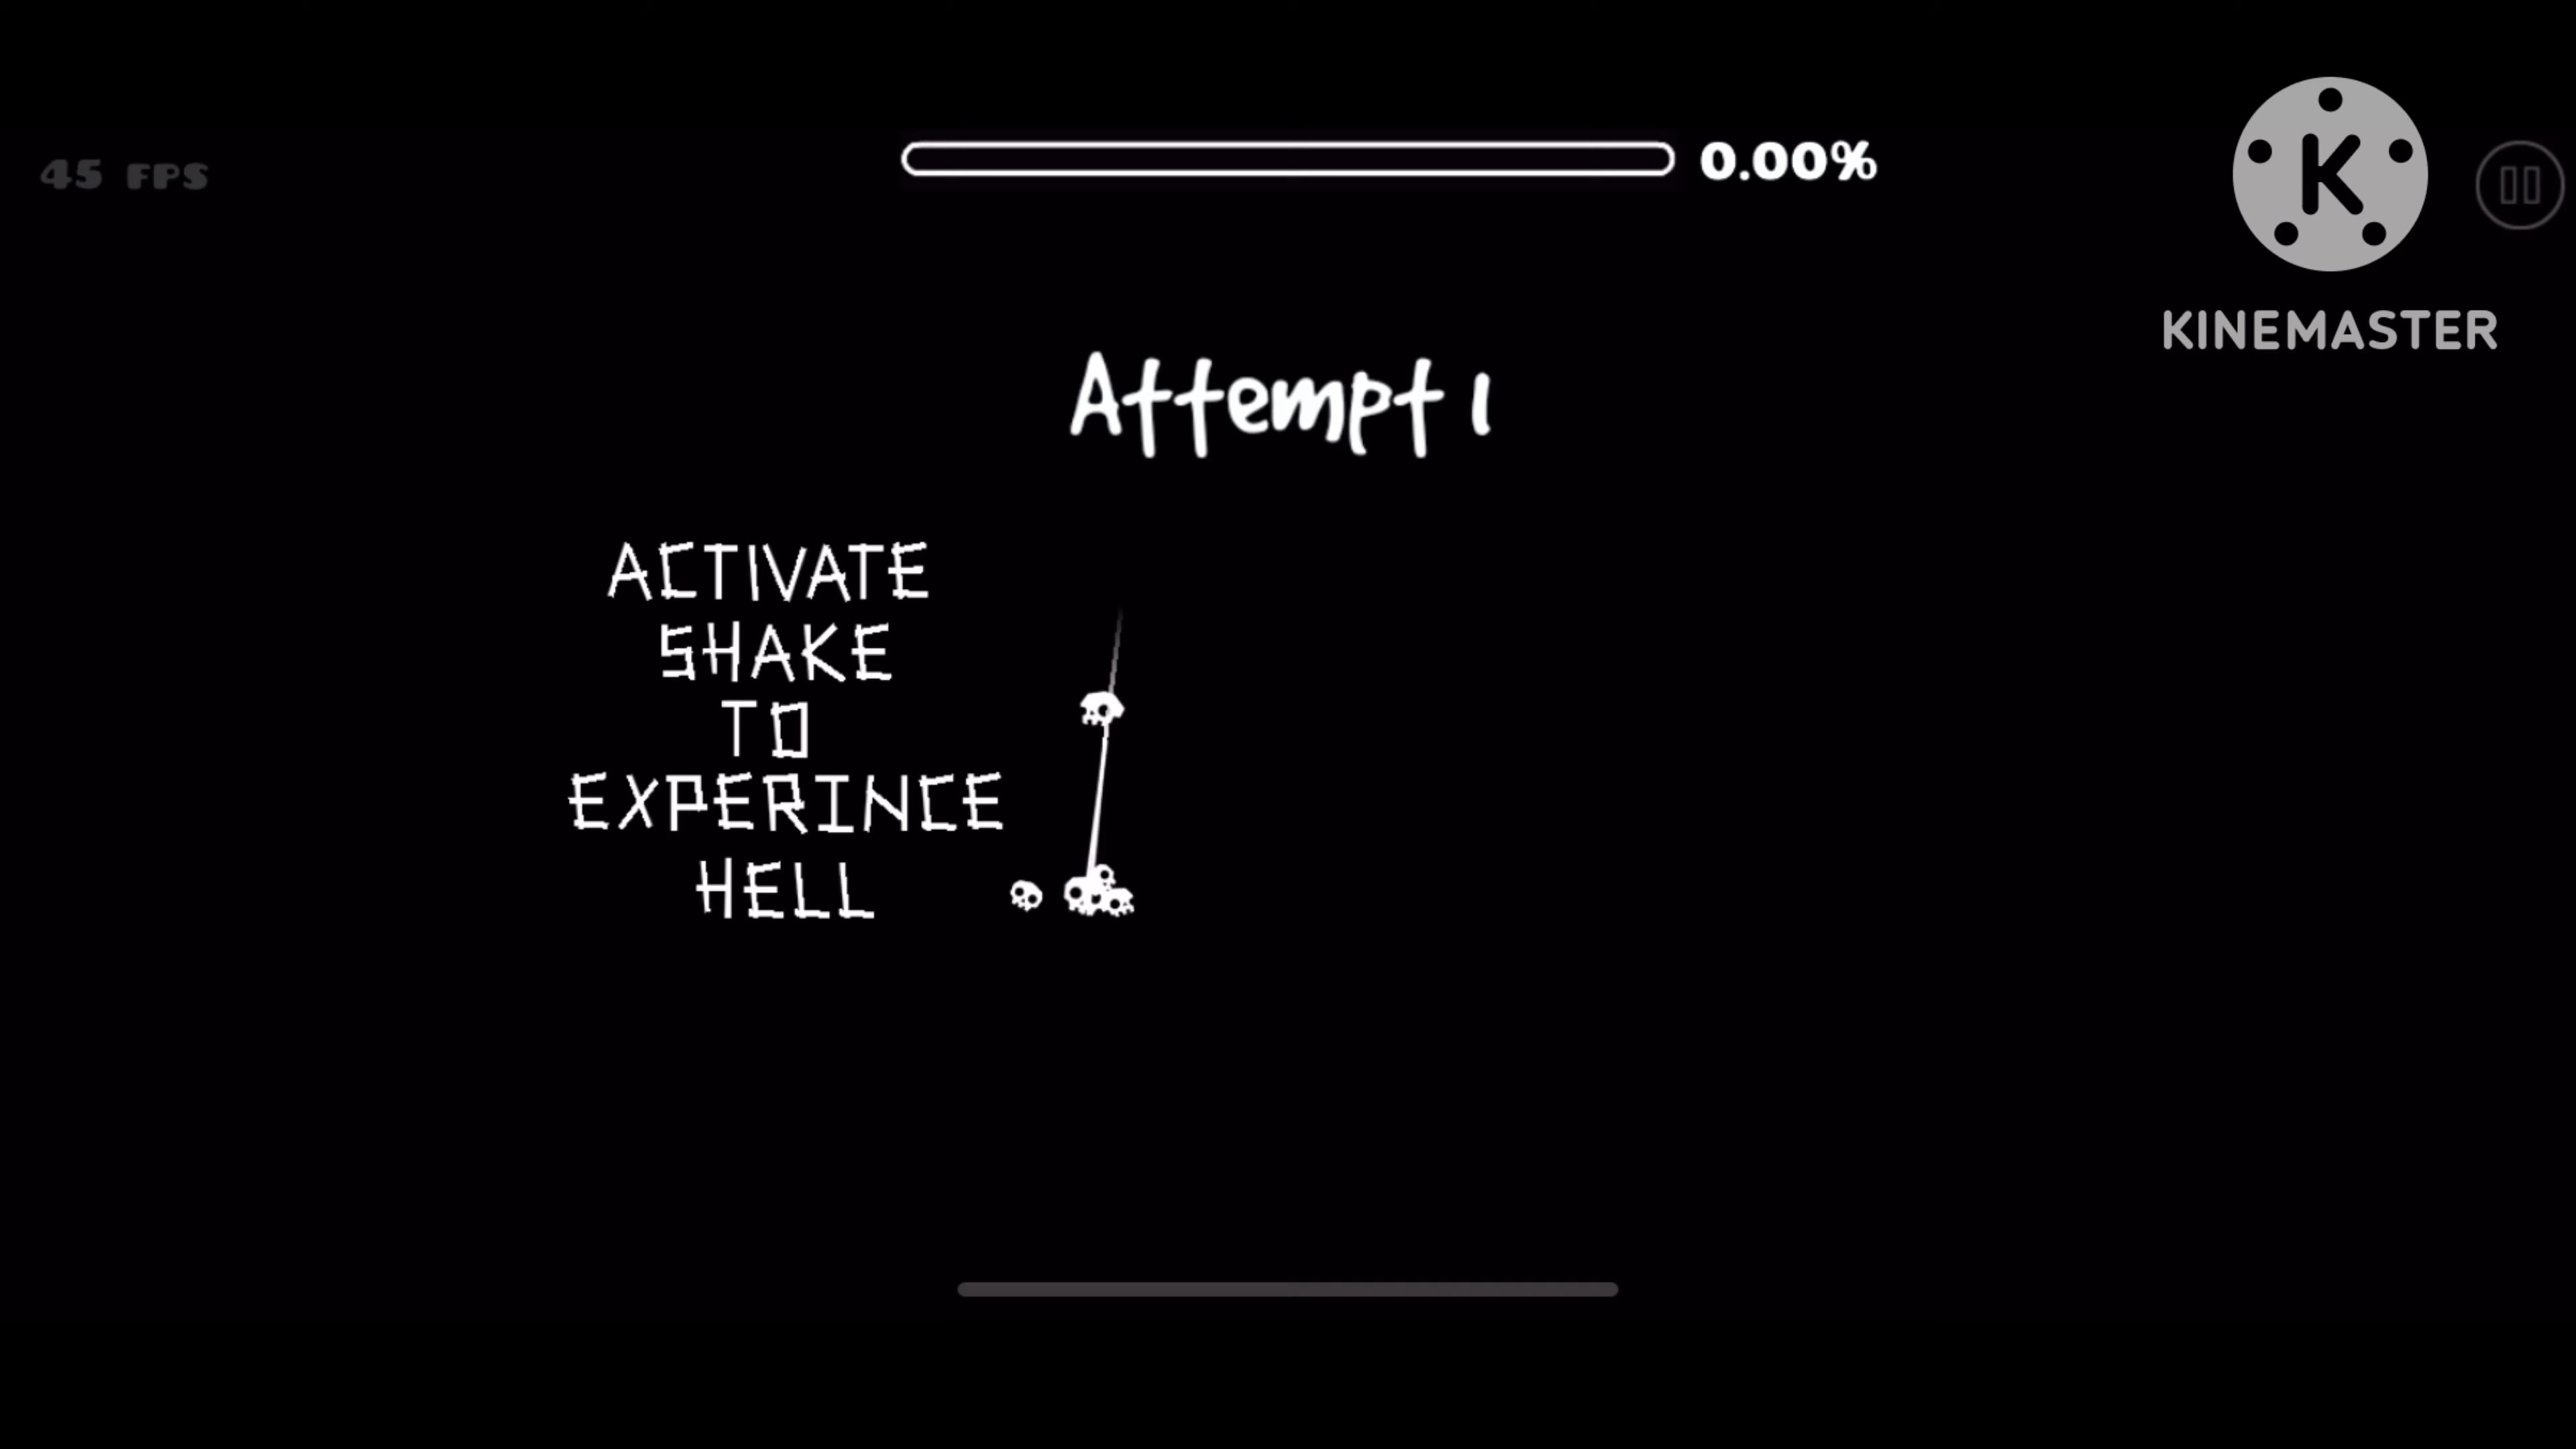 45 FPS
0.00%
K
KINEMASTER
Attempt 1
ACTIVATE
SHAKE
TO
EXPERINCE
HELL